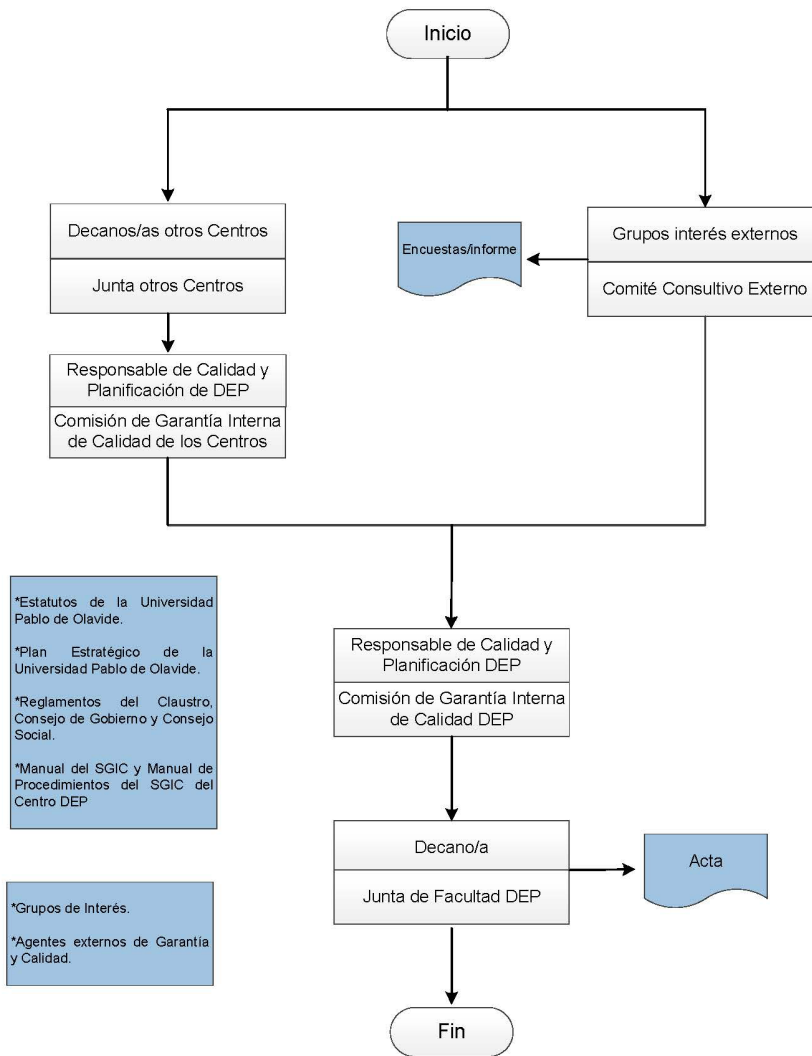 Inicio
Decanos/as otros Centros
Junta otros Centros
Encuestas/informe
Grupos interés externos
Comité Consultivo Externo
Responsable de Calidad y
Planificación de DEP
Comisión de Garantía Interna
de Calidad de los Centros
*Estatutos de la Universidad
Pablo de Olavide.
*Plan Estratégico de la
Universidad Pablo de Olavide.
*Reglamentos del Claustro,
Consejo de Gobierno y Consejo
Social.
*Manual del SGIC y Manual de
Procedimientos del SGIC del
Centro DEP
Responsable de Calidad y
Planificación DEP
Comisión de Garantía Interna
de Calidad DEP
Decano/a
Junta de Facultad DEP
Acta
*Grupos de Interés.
*Agentes externos de Garantía
y Calidad.
Fin